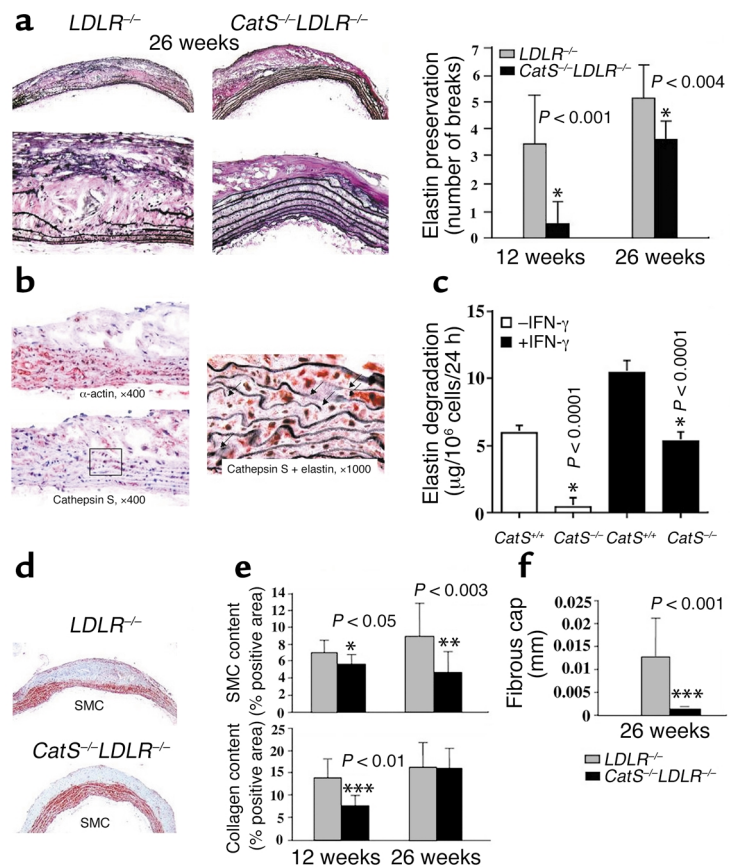 a
LDLR–/–
CatS–/–LDLR–/–
26 weeks
Elastin preservation
(number of breaks)
7
6
5
4
3
2
1
0
LDLR–/–
CatS–/–LDLR–/–
P < 0.001
*
P < 0.004
*
12 weeks
26 weeks
b
α-actin, ×400
Cathepsin S, ×400
Cathepsin S + elastin, ×1000
c
Elastin degradation
(μg/10⁶ cells/24 h)
15
10
5
0
–IFN-γ
+IFN-γ
* P < 0.0001
* P < 0.0001
CatS+/+
CatS–/–
CatS+/+
CatS–/–
d
LDLR–/–
SMC
CatS–/–LDLR–/–
SMC
e
SMC content
(% positive area)
14
12
10
8
6
4
2
0
P < 0.05
*
P < 0.003
**
Collagen content
(% positive area)
25
20
15
10
5
0
P < 0.01
***
12 weeks
26 weeks
f
Fibrous cap
(mm)
0.025
0.02
0.015
0.01
0.005
0
P < 0.001
***
26 weeks
LDLR–/–
CatS–/–LDLR–/–